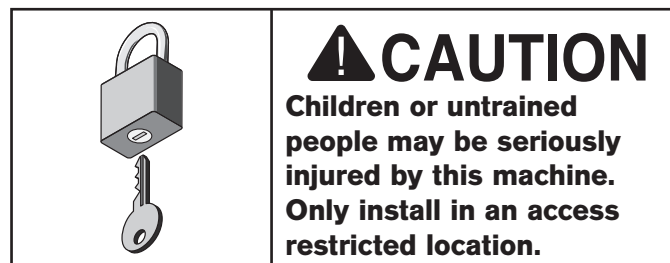 CAUTION
Children or untrained
people may be seriously
injured by this machine.
Only install in an access
restricted location.